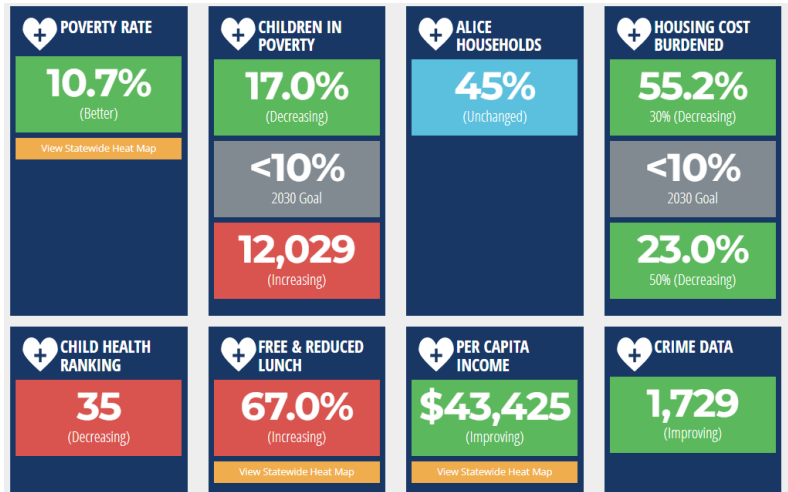 POVERTY RATE
10.7%
(Better)
View Statewide Heat Map
CHILDREN IN
POVERTY
17.0%
(Decreasing)
<10%
2030 Goal
12,029
(Increasing)
ALICE
HOUSEHOLDS
45%
(Unchanged)
HOUSING COST
BURDENED
55.2%
30% (Decreasing)
<10%
2030 Goal
23.0%
50% (Decreasing)
CHILD HEALTH
RANKING
35
(Decreasing)
FREE & REDUCED
LUNCH
67.0%
(Increasing)
View Statewide Heat Map
PER CAPITA
INCOME
$43,425
(Improving)
View Statewide Heat Map
CRIME DATA
1,729
(Improving)